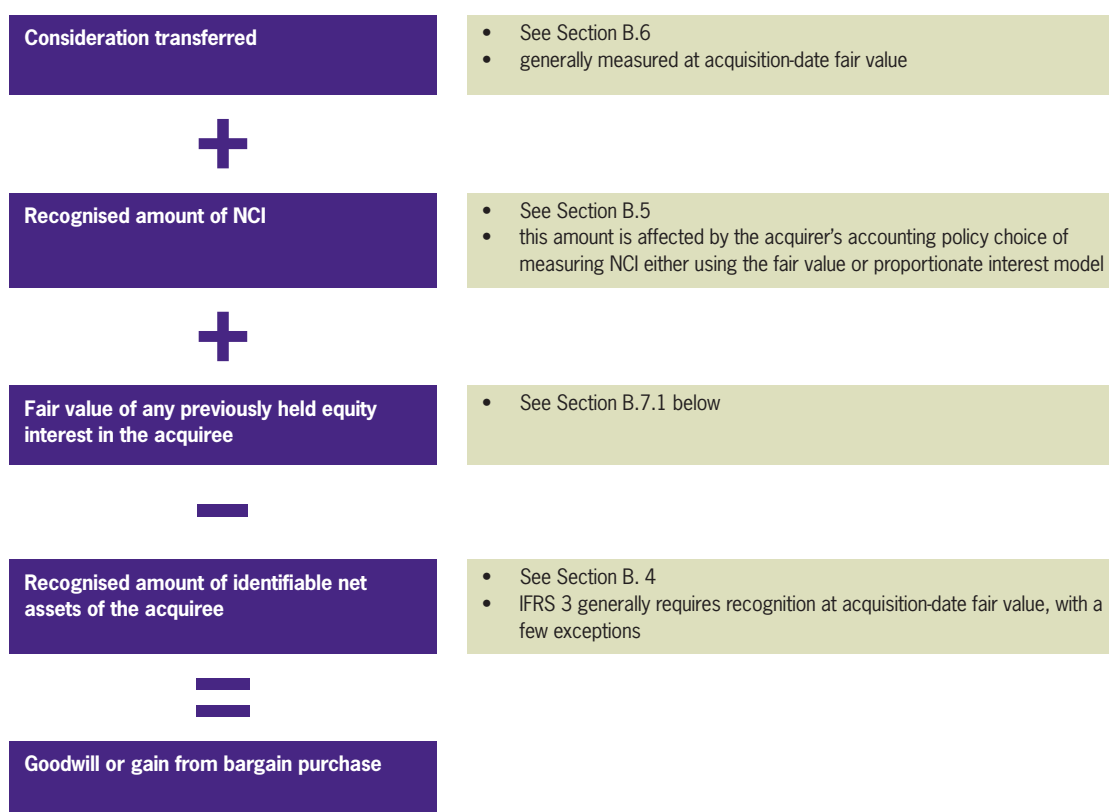 Consideration transferred
• See Section B.6
• generally measured at acquisition-date fair value
+
Recognised amount of NCI
• See Section B.5
• this amount is affected by the acquirer’s accounting policy choice of
measuring NCI either using the fair value or proportionate interest model
+
Fair value of any previously held equity
interest in the acquiree
• See Section B.7.1 below
–
Recognised amount of identifiable net
assets of the acquiree
• See Section B. 4
• IFRS 3 generally requires recognition at acquisition-date fair value, with a
few exceptions
=
Goodwill or gain from bargain purchase